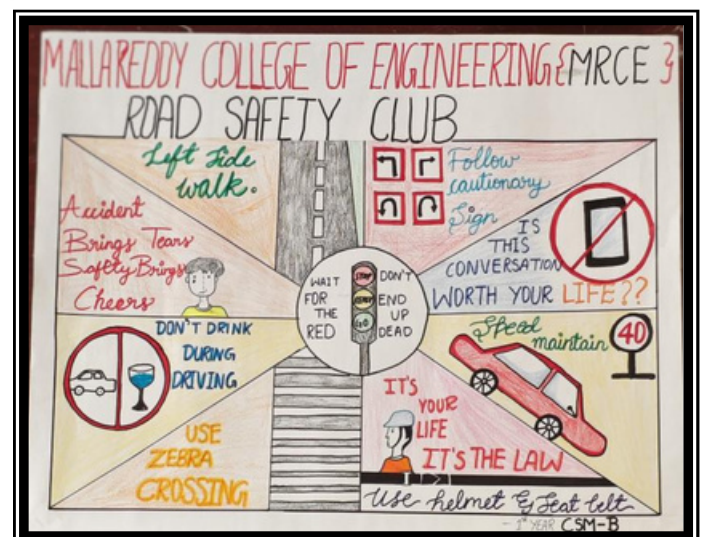 MALLAREDDY COLLEGE OF ENGINEERING {MRCE}
ROAD SAFETY CLUB
Left side
walk.
Follow
cautionary
Sign
Accident
Brings Tears
Safety Brings
Cheers
IS
THIS
CONVERSATION
WORTH YOUR LIFE??
WAIT
FOR
THE
RED
STOP
READY
GO
DON'T
END
UP
DEAD
DON'T DRINK
DURING
DRIVING
Speed
maintain
40
USE
ZEBRA
CROSSING
IT'S
YOUR
LIFE
IT'S THE LAW
Use helmet & Seat belt
- 1st YEAR CSM-B